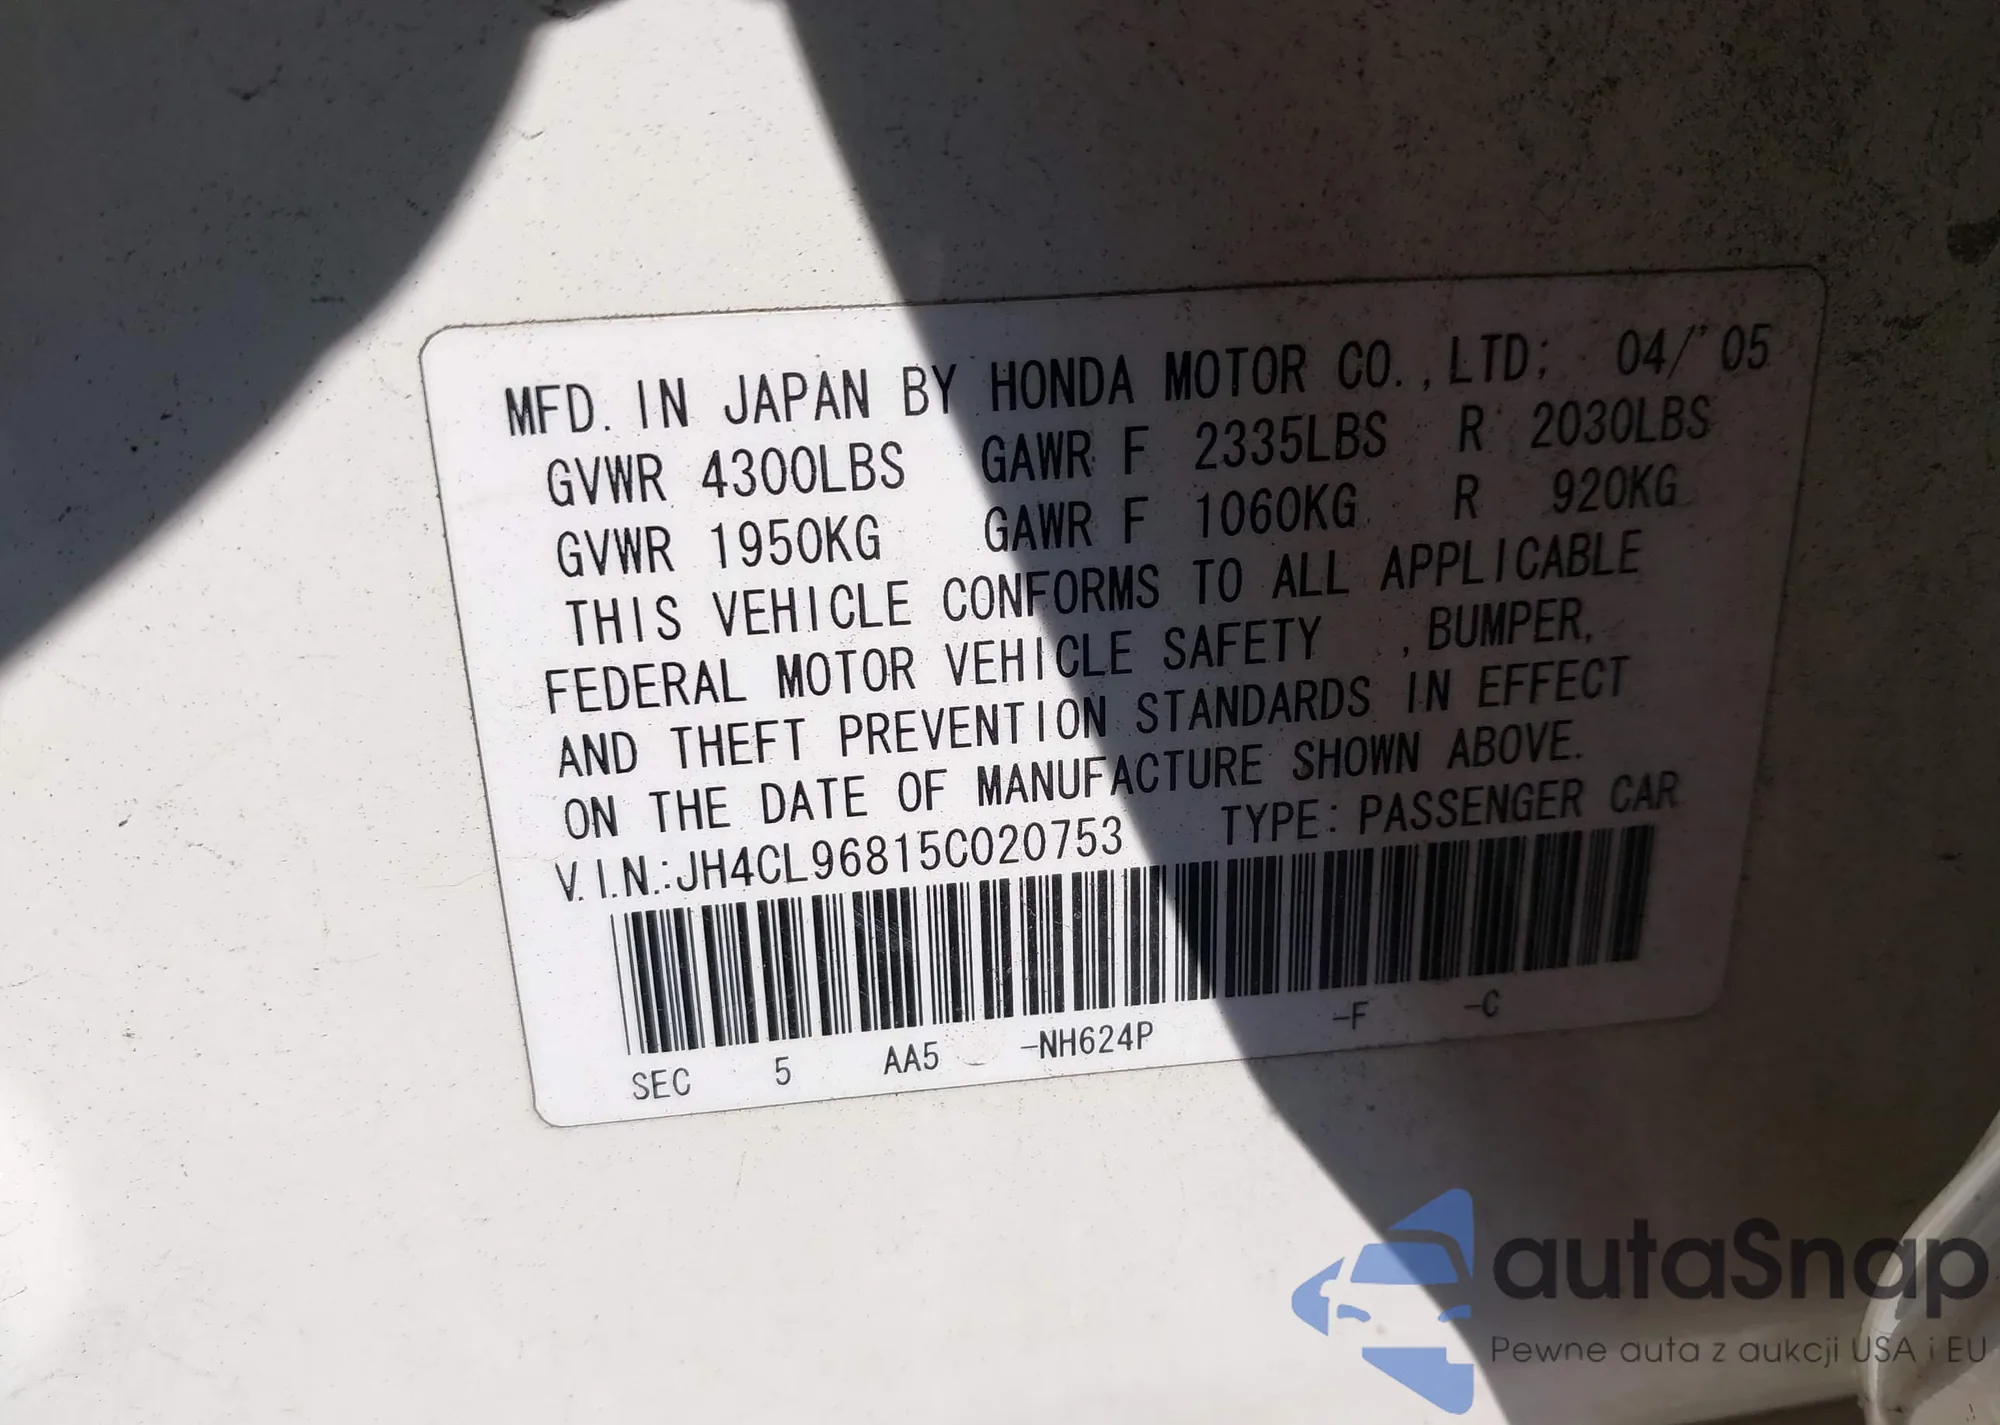 MFD. IN JAPAN BY HONDA MOTOR CO.,LTD; 04/'05
GVWR 4300LBS GAWR F 2335LBS R 2030LBS
GVWR 1950KG GAWR F 1060KG R 920KG
THIS VEHICLE CONFORMS TO ALL APPLICABLE
FEDERAL MOTOR VEHICLE SAFETY , BUMPER,
AND THEFT PREVENTION STANDARDS IN EFFECT
ON THE DATE OF MANUFACTURE SHOWN ABOVE.
V.I.N.:JH4CL96815C020753 TYPE: PASSENGER CAR
SEC 5 AA5 -NH624P -F -C
autaSnap
Pewne auta z aukcji USA i EU